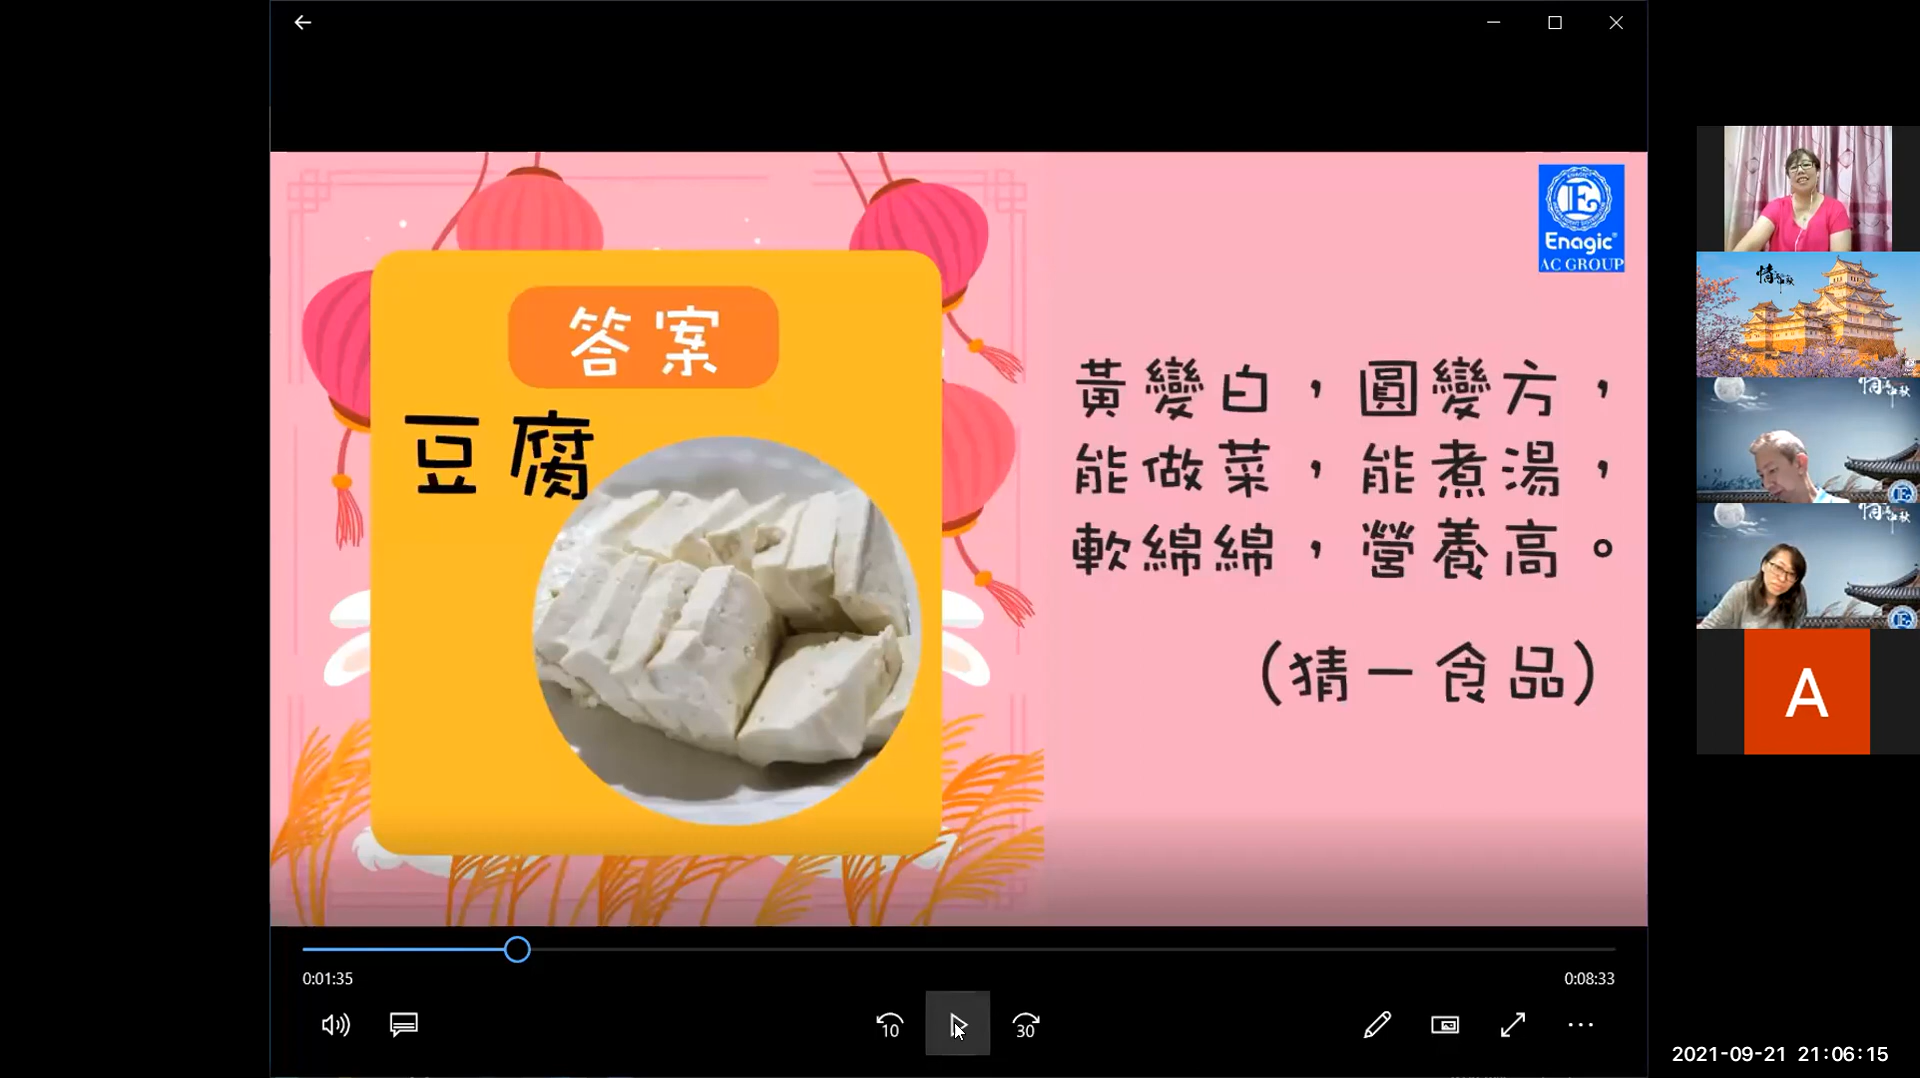 答案
豆腐
黃變白，圓變方，
能做菜，能煮湯，
軟綿綿，營養高。
(猜一食品)
E
Enagic®
AC GROUP
0:01:35
0:08:33
10
30
A
2021-09-21 21:06:15